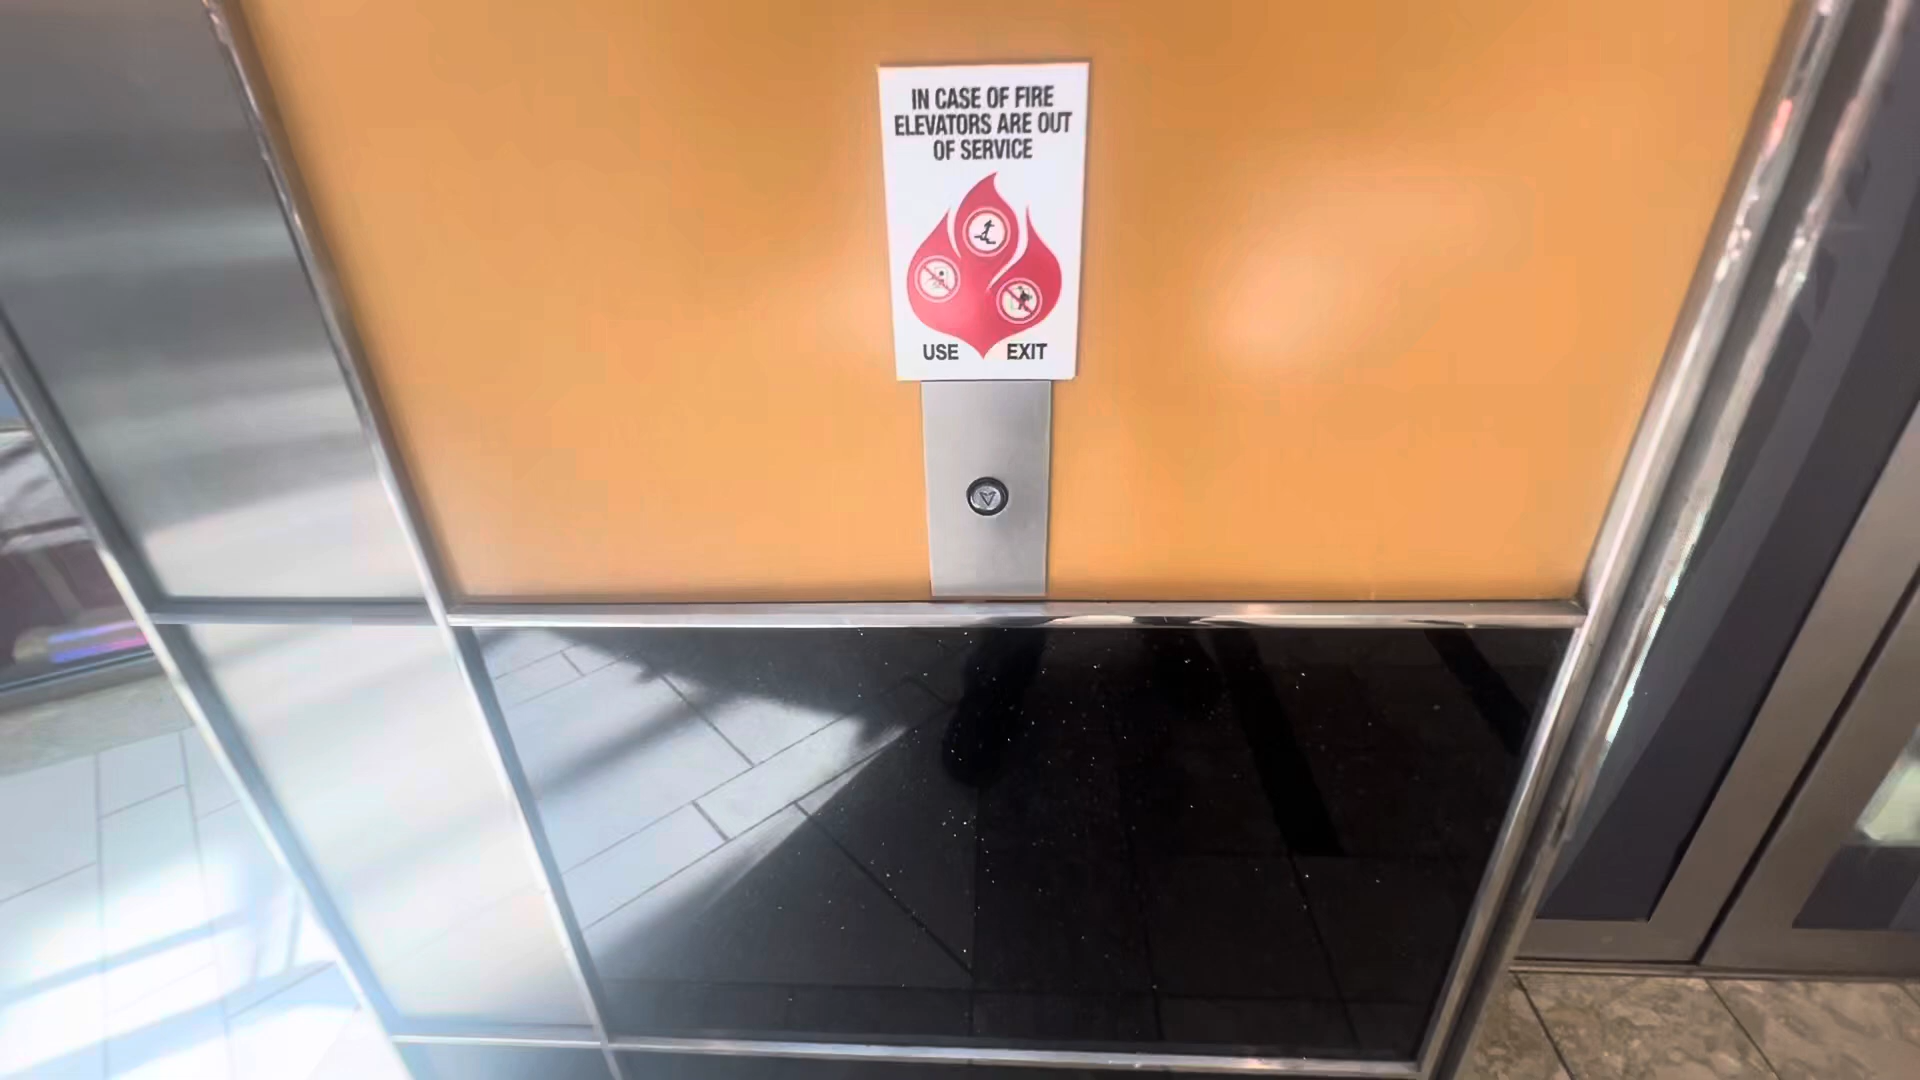 IN CASE OF FIRE
ELEVATORS ARE OUT
OF SERVICE
USE EXIT